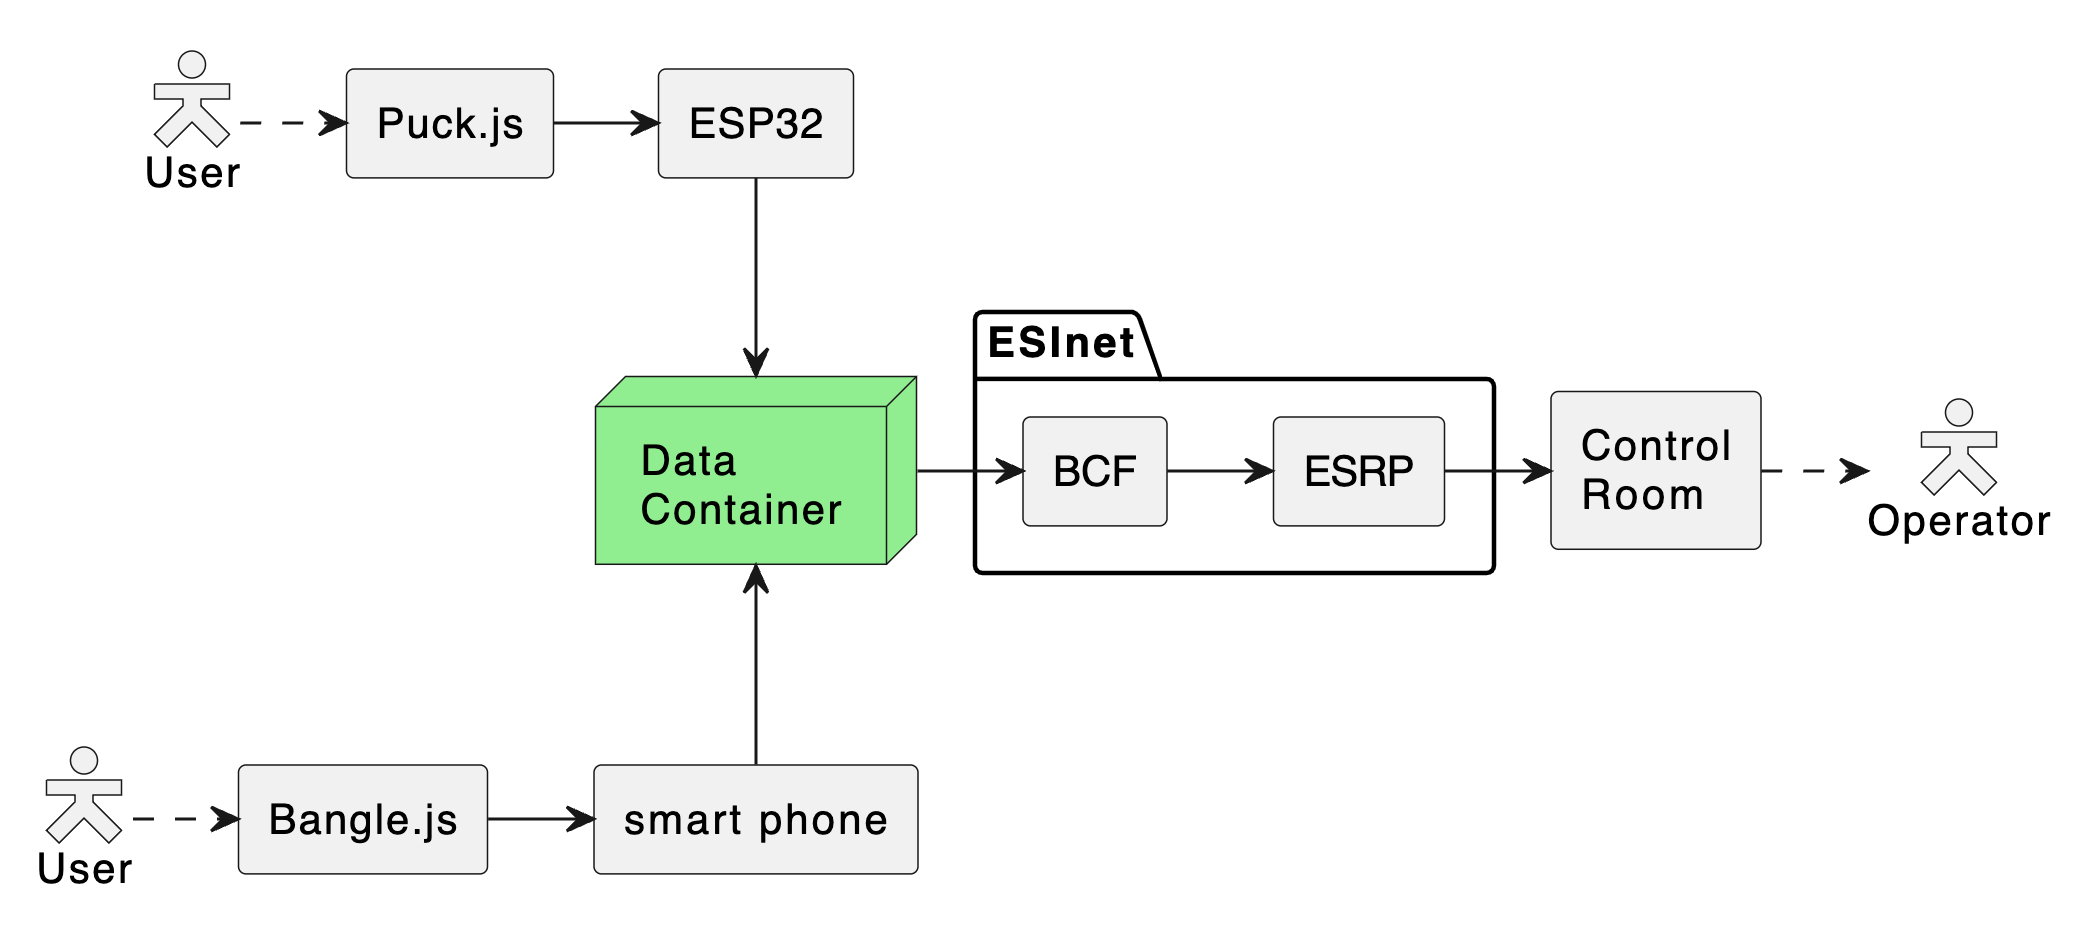 Puck.js
ESP32
User
ESInet
Data
Container
BCF
ESRP
Control
Room
Operator
Bangle.js
smart phone
User